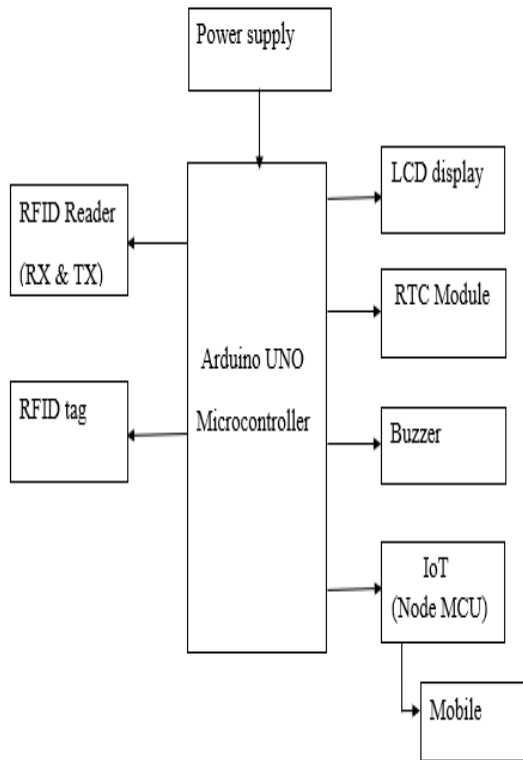 Power supply
LCD display
RFID Reader
(RX & TX)
RTC Module
Arduino UNO
Microcontroller
RFID tag
Buzzer
IoT
(Node MCU)
Mobile